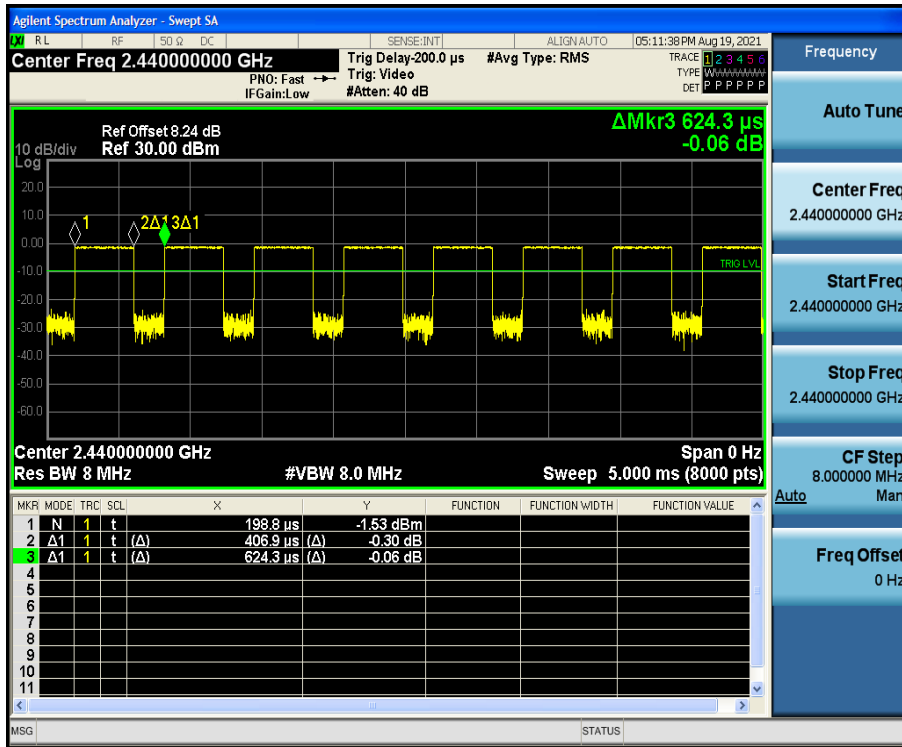 Agilent Spectrum Analyzer - Swept SA
LXI RL RF 50 Ω DC SENSE:INT ALIGN AUTO 05:11:38 PM Aug 19, 2021
Center Freq 2.440000000 GHz
PNO: Fast
IFGain:Low
Trig Delay-200.0 µs
Trig: Video
#Atten: 40 dB
#Avg Type: RMS
TRACE 1 2 3 4 5 6
TYPE
DET P P P P P P
ΔMkr3 624.3 µs
-0.06 dB
Ref Offset 8.24 dB
10 dB/div Ref 30.00 dBm
Log
20.0
10.0
0.00
-10.0
-20.0
-30.0
-40.0
-50.0
-60.0
1
2Δ1
3Δ1
TRIG LVL
Center 2.440000000 GHz Span 0 Hz
Res BW 8 MHz #VBW 8.0 MHz Sweep 5.000 ms (8000 pts)
MKR MODE TRC SCL X Y FUNCTION FUNCTION WIDTH FUNCTION VALUE
1 N 1 t 198.8 µs -1.53 dBm
2 Δ1 1 t (Δ) 406.9 µs (Δ) -0.30 dB
3 Δ1 1 t (Δ) 624.3 µs (Δ) -0.06 dB
4
5
6
7
8
9
10
11
MSG STATUS
Frequency
Auto Tune
Center Freq
2.440000000 GHz
Start Freq
2.440000000 GHz
Stop Freq
2.440000000 GHz
CF Step
8.000000 MHz
Auto Man
Freq Offset
0 Hz